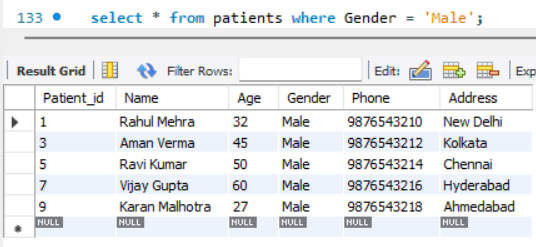 133 select * from patients where Gender = 'Male';
Result Grid Filter Rows: Edit: Exp
Patient_id Name Age Gender Phone Address
1 Rahul Mehra 32 Male 9876543210 New Delhi
3 Aman Verma 45 Male 9876543212 Kolkata
5 Ravi Kumar 50 Male 9876543214 Chennai
7 Vijay Gupta 60 Male 9876543216 Hyderabad
9 Karan Malhotra 27 Male 9876543218 Ahmedabad
NULL NULL NULL NULL NULL NULL